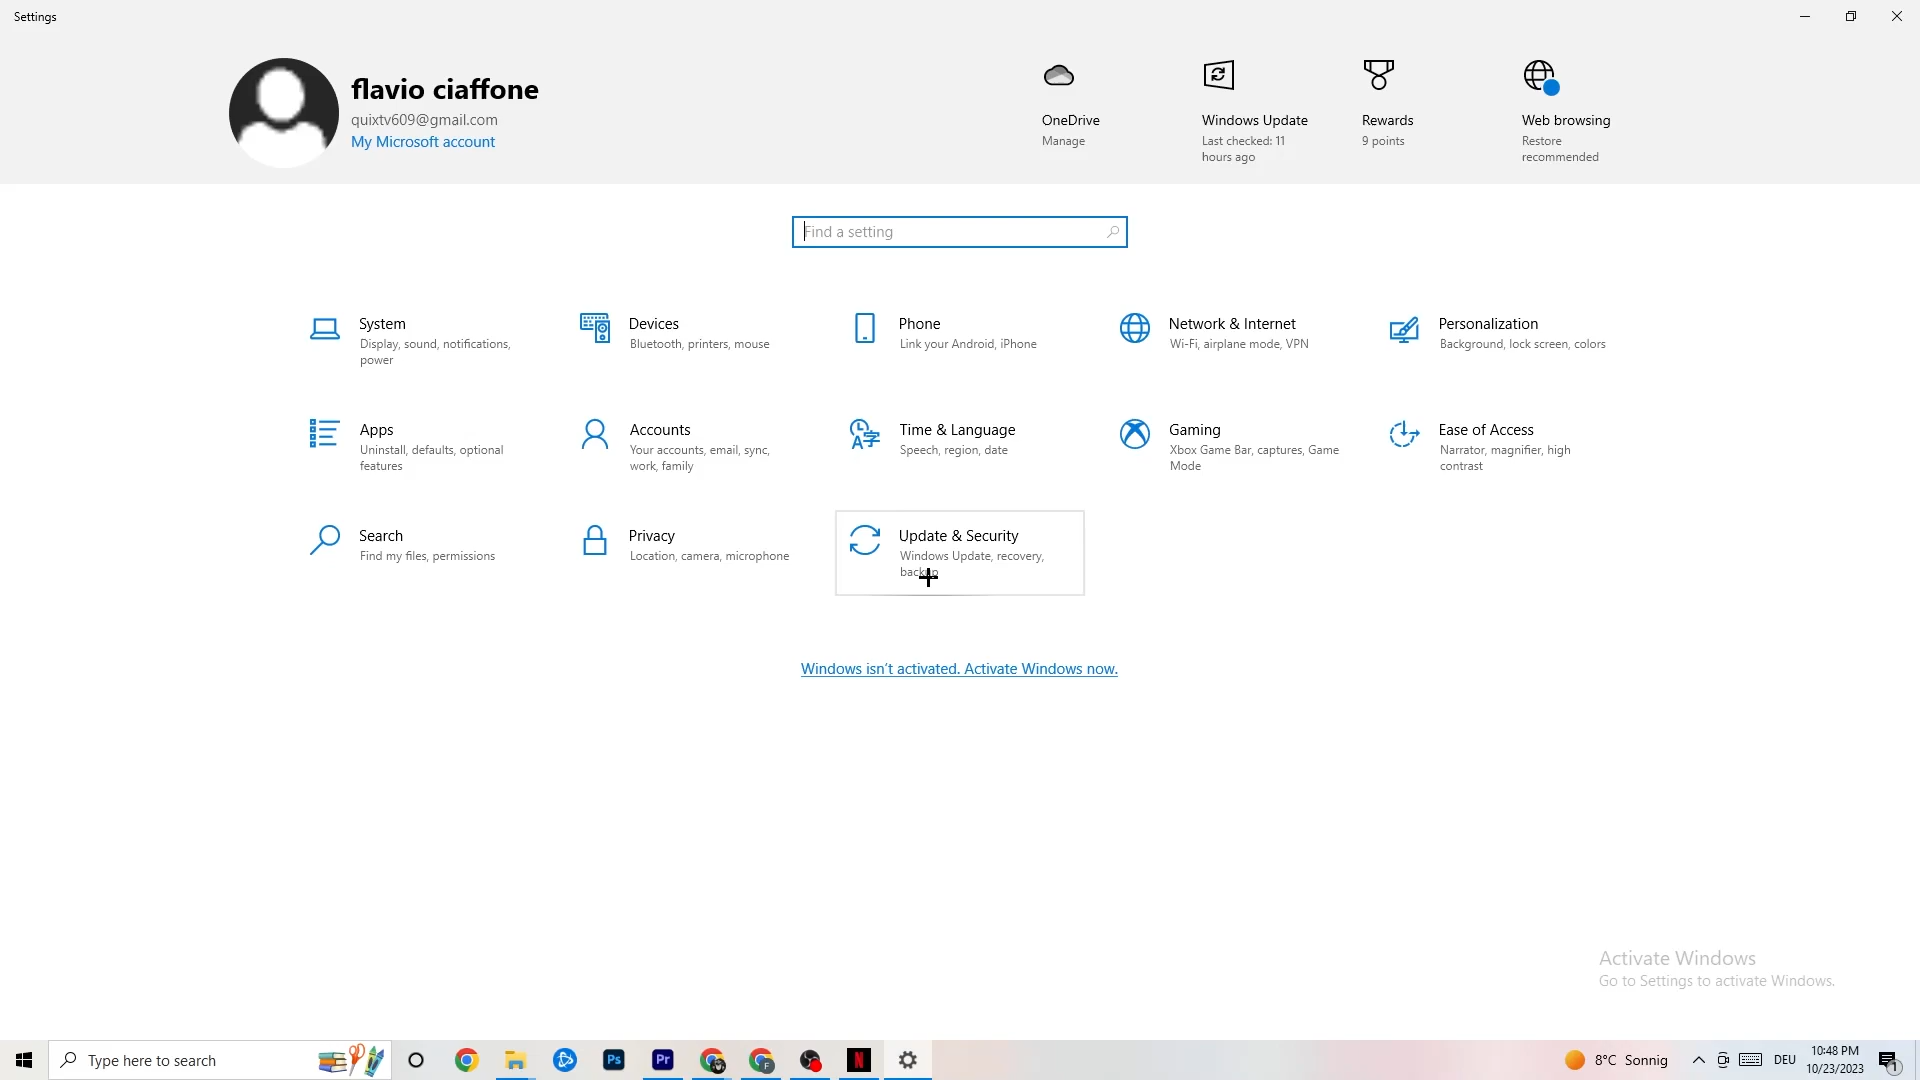 Settings
flavio ciaffone
quixtv609@gmail.com
My Microsoft account
OneDrive
Manage
Windows Update
Last checked: 11
hours ago
Rewards
9 points
Web browsing
Restore
recommended
Find a setting
System
Display, sound, notifications,
power
Devices
Bluetooth, printers, mouse
Phone
Link your Android, iPhone
Network & Internet
Wi-Fi, airplane mode, VPN
Personalization
Background, lock screen, colors
Apps
Uninstall, defaults, optional
features
Accounts
Your accounts, email, sync,
work, family
Time & Language
Speech, region, date
Gaming
Xbox Game Bar, captures, Game
Mode
Ease of Access
Narrator, magnifier, high
contrast
Search
Find my files, permissions
Privacy
Location, camera, microphone
Update & Security
Windows Update, recovery,
backup
Windows isn't activated. Activate Windows now.
Activate Windows
Go to Settings to activate Windows.
Type here to search
Ps
Pr
F
N
8°C Sonnig
DEU
10:48 PM
10/23/2023
1